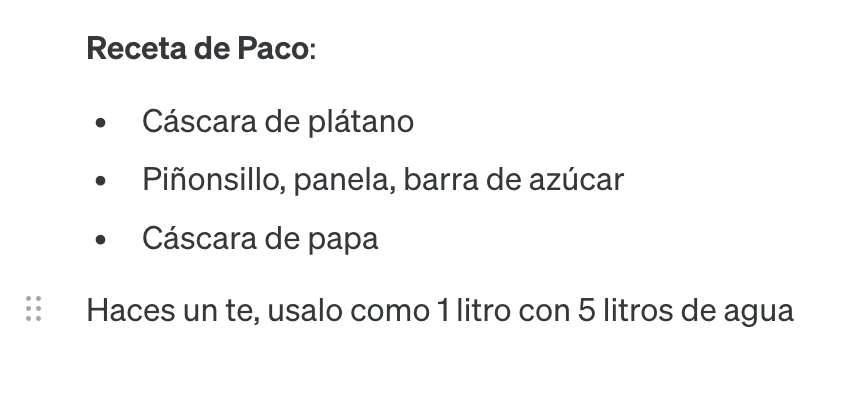 Receta de Paco:
• Cáscara de plátano
• Piñonsillo, panela, barra de azúcar
• Cáscara de papa
Haces un te, usalo como 1 litro con 5 litros de agua